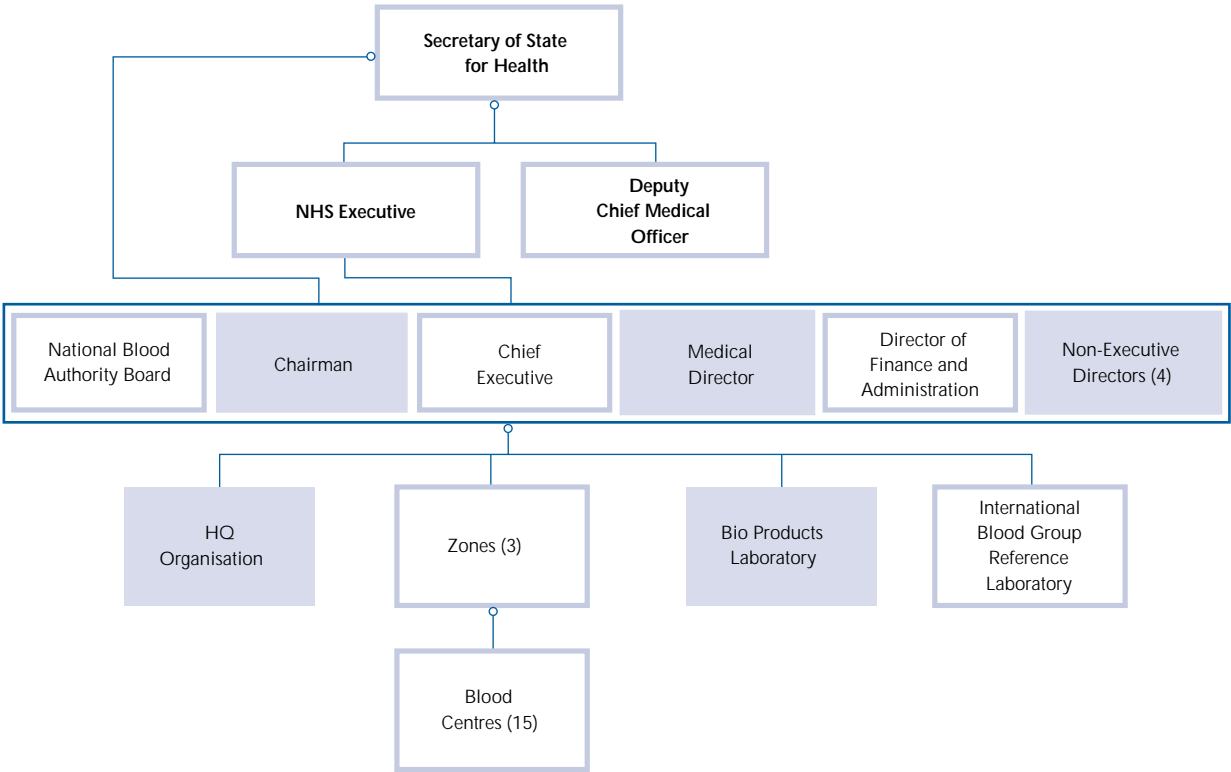 Secretary of State
for Health
NHS Executive
Deputy
Chief Medical
Officer
National Blood
Authority Board
Chairman
Chief
Executive
Medical
Director
Director of
Finance and
Administration
Non-Executive
Directors (4)
HQ
Organisation
Zones (3)
Bio Products
Laboratory
International
Blood Group
Reference
Laboratory
Blood
Centres (15)